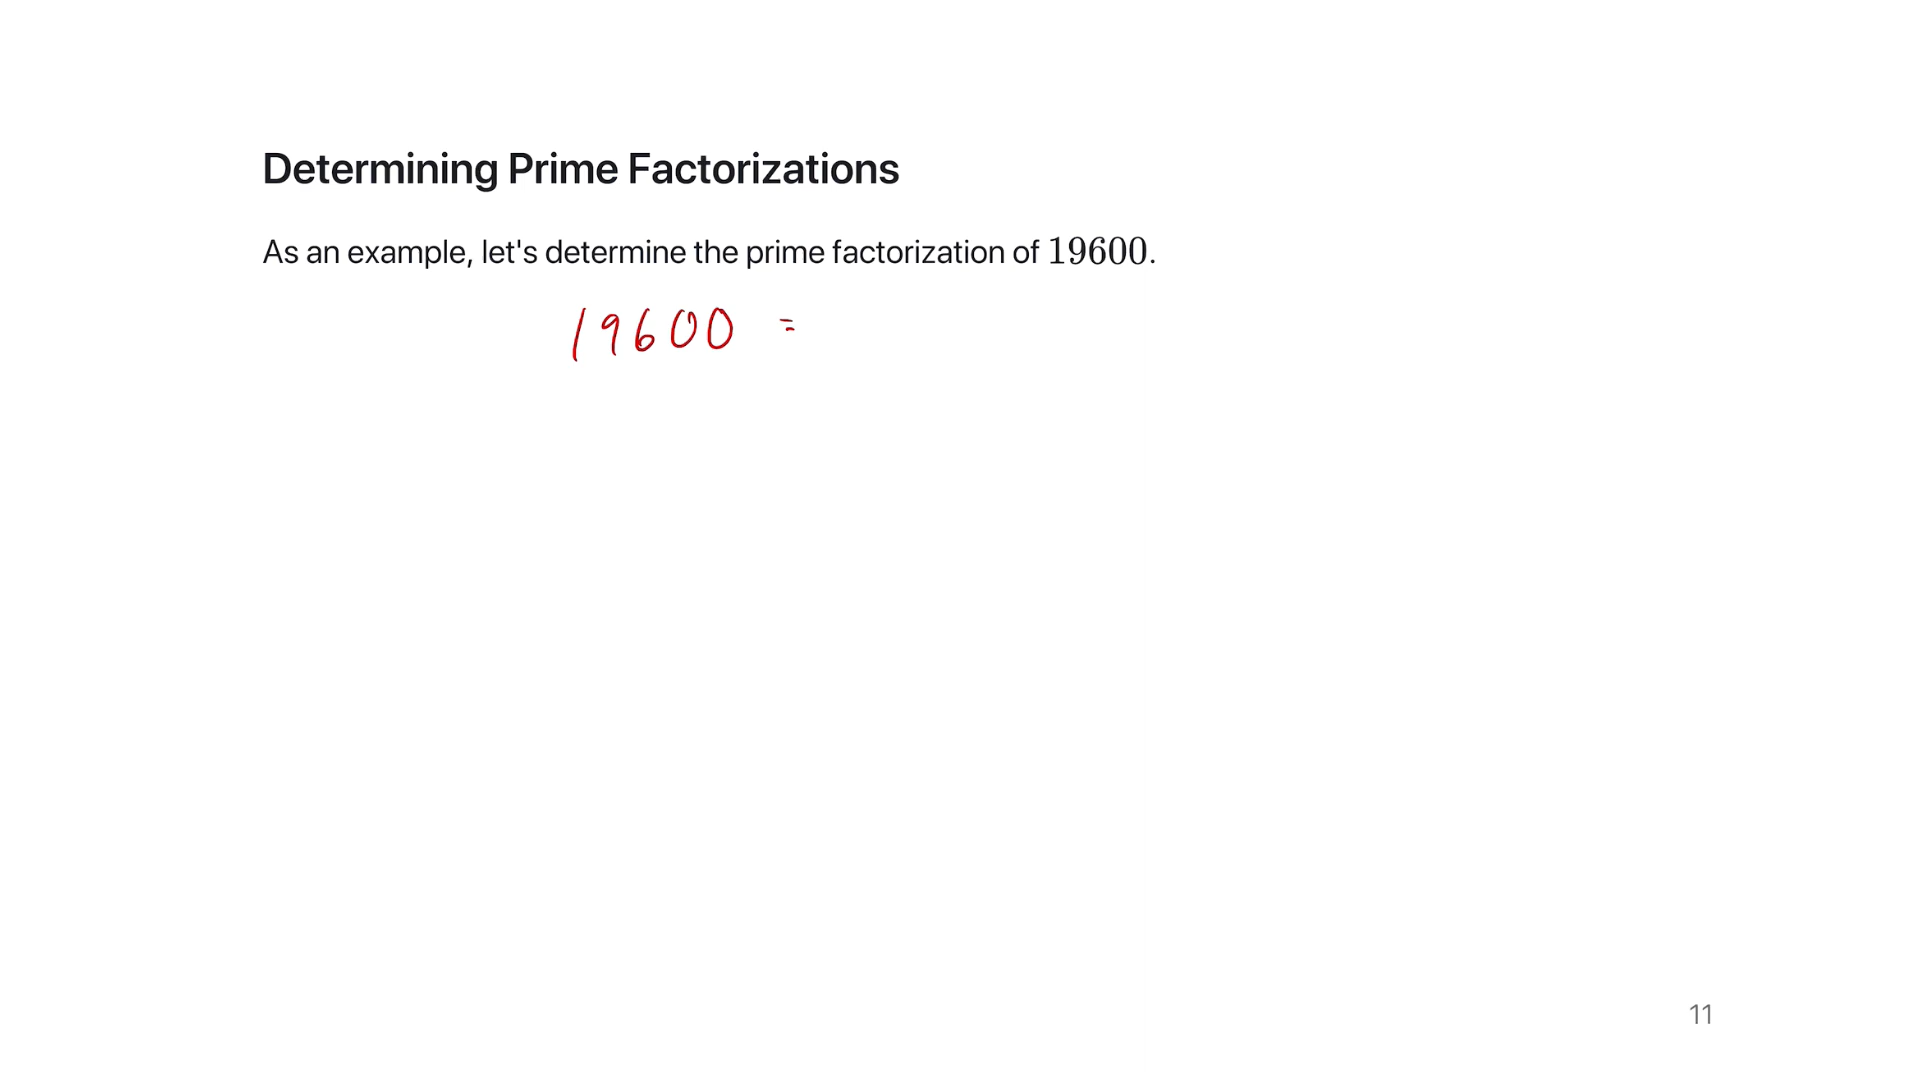 Determining Prime Factorizations
As an example, let's determine the prime factorization of 19600.
19600 =
11